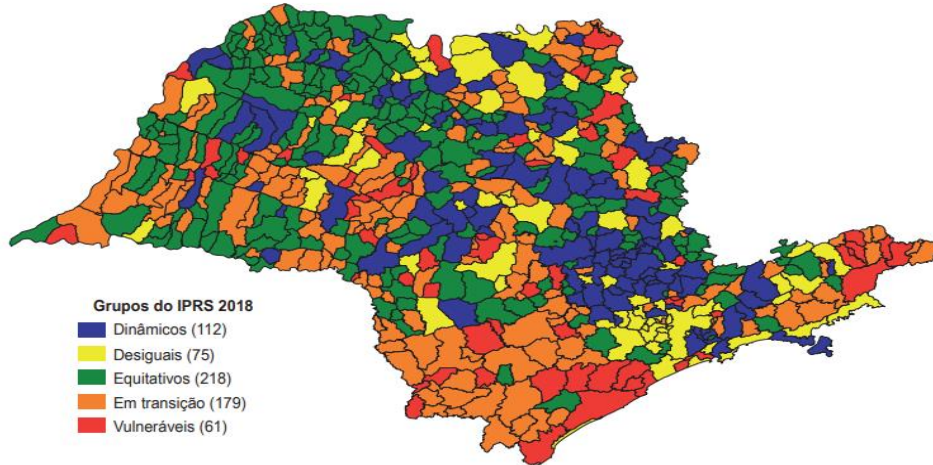 Grupos do IPRS 2018
Dinâmicos (112)
Desiguais (75)
Equitativos (218)
Em transição (179)
Vulneráveis (61)